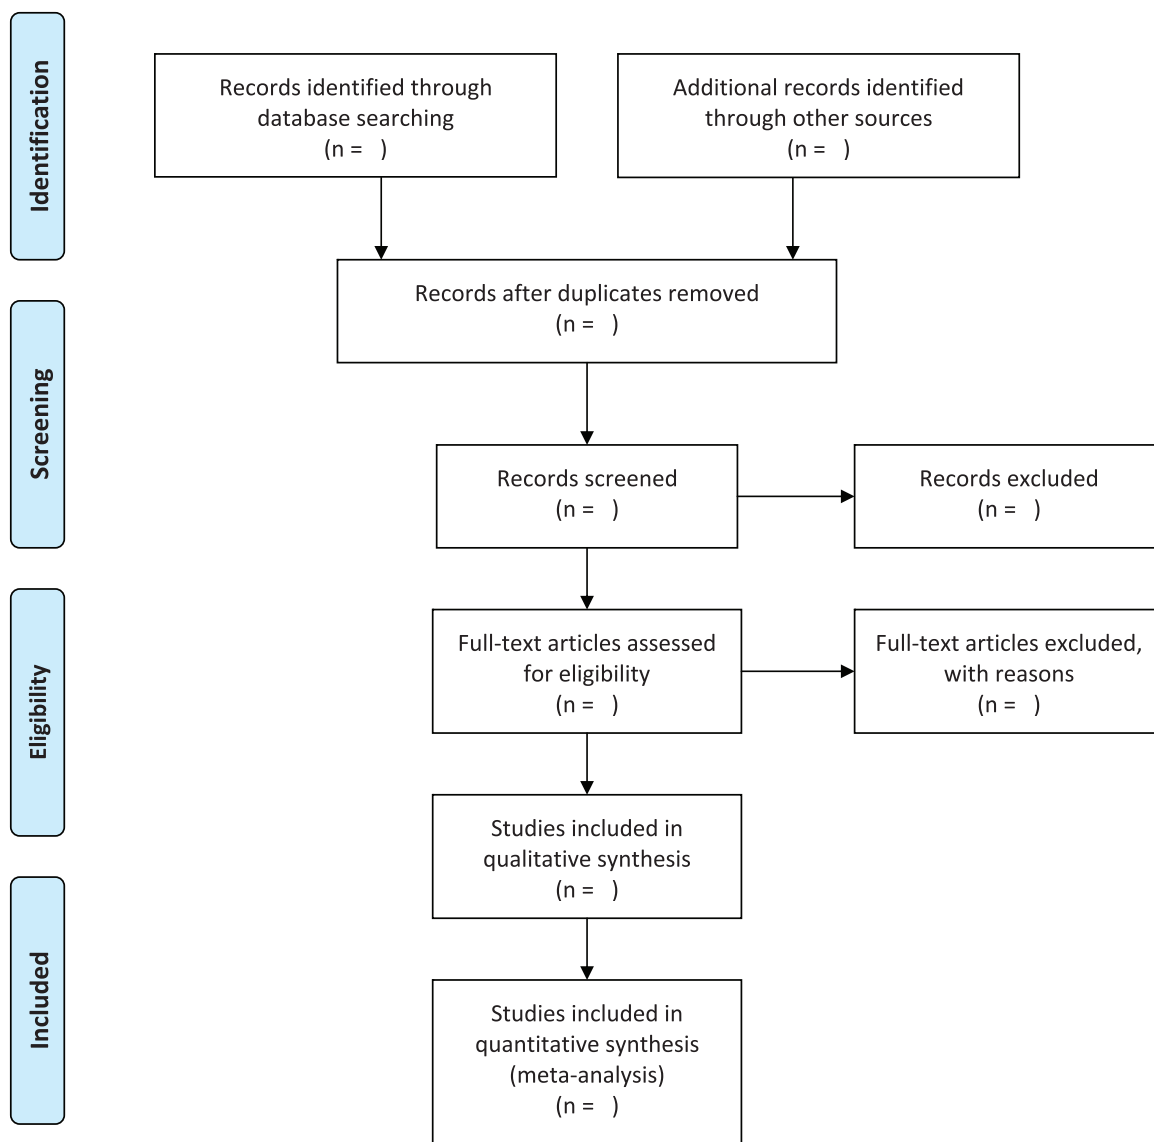 Identification
Records identified through
database searching
(n =   )
Additional records identified
through other sources
(n =   )
Records after duplicates removed
(n =   )
Screening
Records screened
(n =   )
Records excluded
(n =   )
Eligibility
Full-text articles assessed
for eligibility
(n =   )
Full-text articles excluded,
with reasons
(n =   )
Studies included in
qualitative synthesis
(n =   )
Included
Studies included in
quantitative synthesis
(meta-analysis)
(n =   )